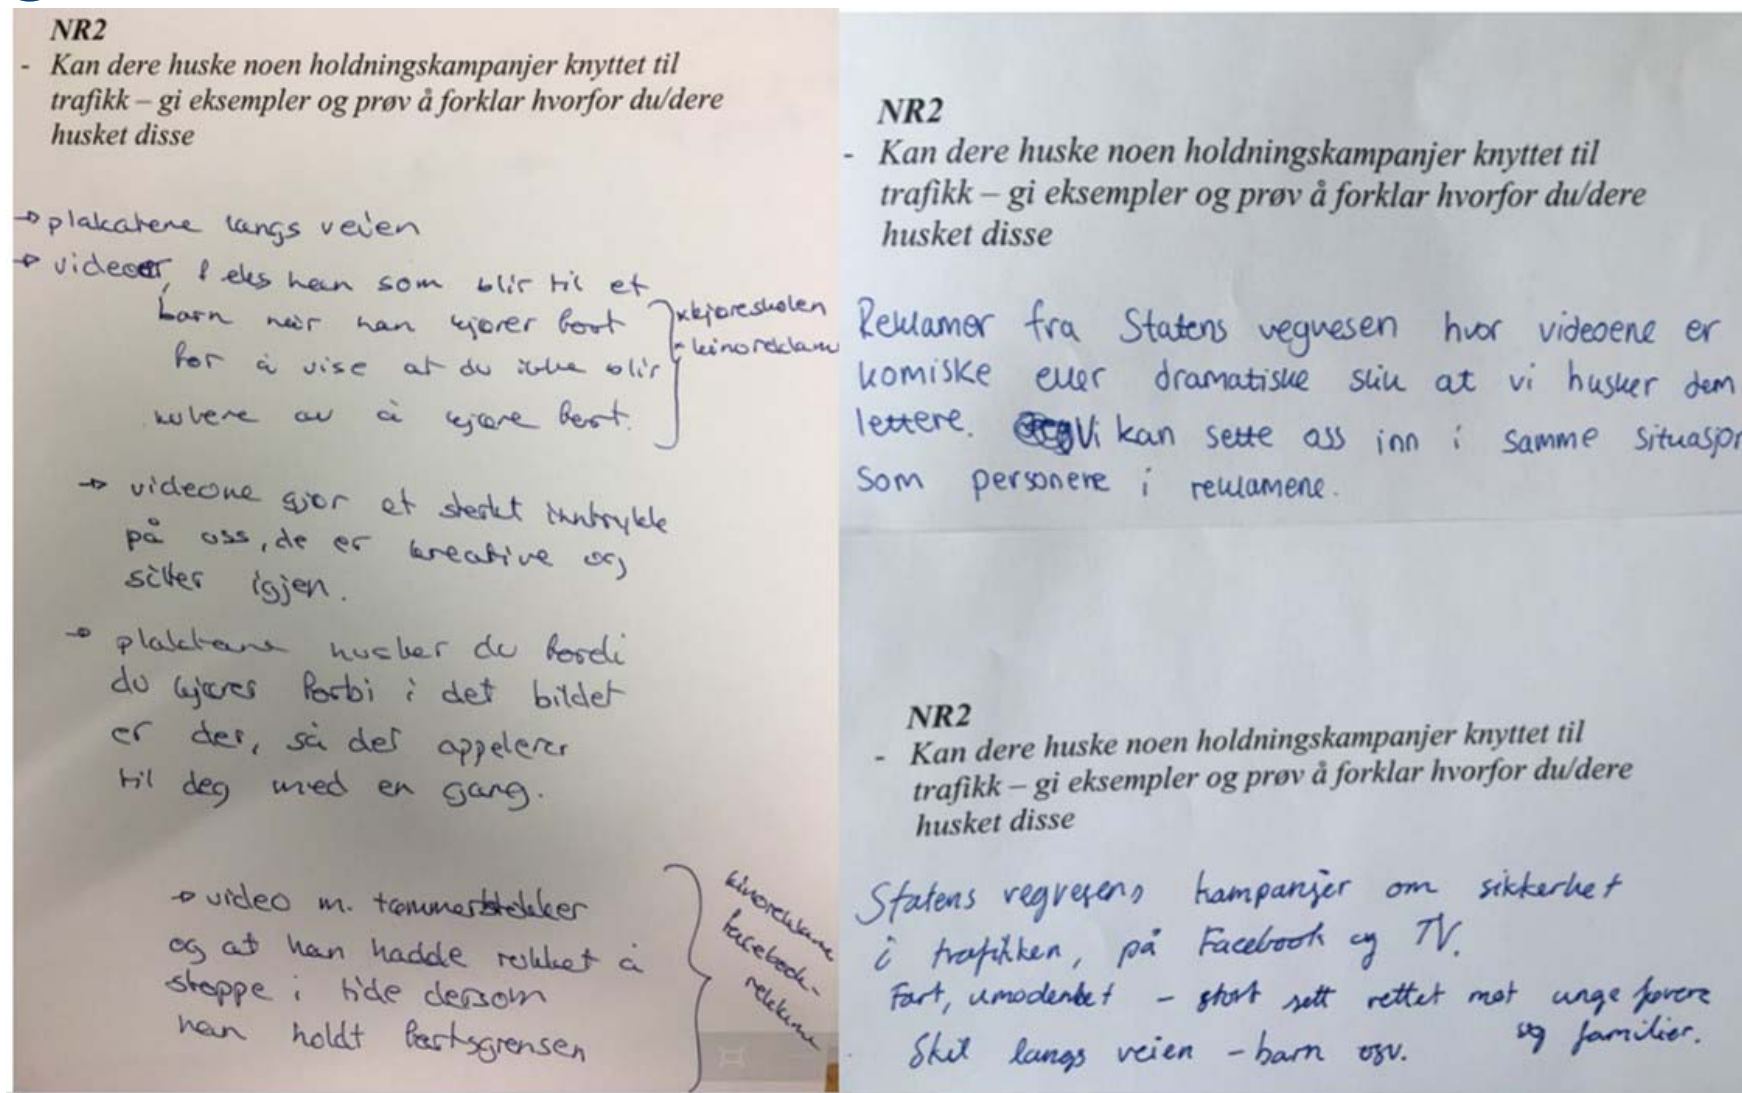 NR2
- Kan dere huske noen holdningskampanjer knyttet til
trafikk – gi eksempler og prøv å forklar hvorfor du/dere
husket disse
→ plakatene langs veien
→ videoer, f eks han som blir til et
barn når han kjører fort
for å vise at du ikke blir
kulere av å kjøre fort.
kjøreskolen
- kinoreklame
→ videone gjør et sterkt inntrykk
på oss, de er kreative og
sitter igjen.
→ plaktene husker du fordi
du kjøres forbi i det bildet
er der, så det appelerer
til deg med en gang.
→ video m. tømmerstokker
og at han hadde rukket å
stoppe i tide dersom
han holdt fartsgrensen
kinoreklame
facebook-
reklame
NR2
- Kan dere huske noen holdningskampanjer knyttet til
trafikk – gi eksempler og prøv å forklar hvorfor du/dere
husket disse
Reklamer fra Statens vegvesen hvor videoene er
komiske eller dramatiske slik at vi husker dem
lettere. Vi kan sette oss inn i samme situasjon
som personene i reklamene.
NR2
- Kan dere huske noen holdningskampanjer knyttet til
trafikk – gi eksempler og prøv å forklar hvorfor du/dere
husket disse
Statens vegvesens kampanjer om sikkerhet
i trafikken, på Facebook og TV.
Fart, umodenhet - stort sett rettet mot unge førere
og familier.
Skilt langs veien - barn osv.